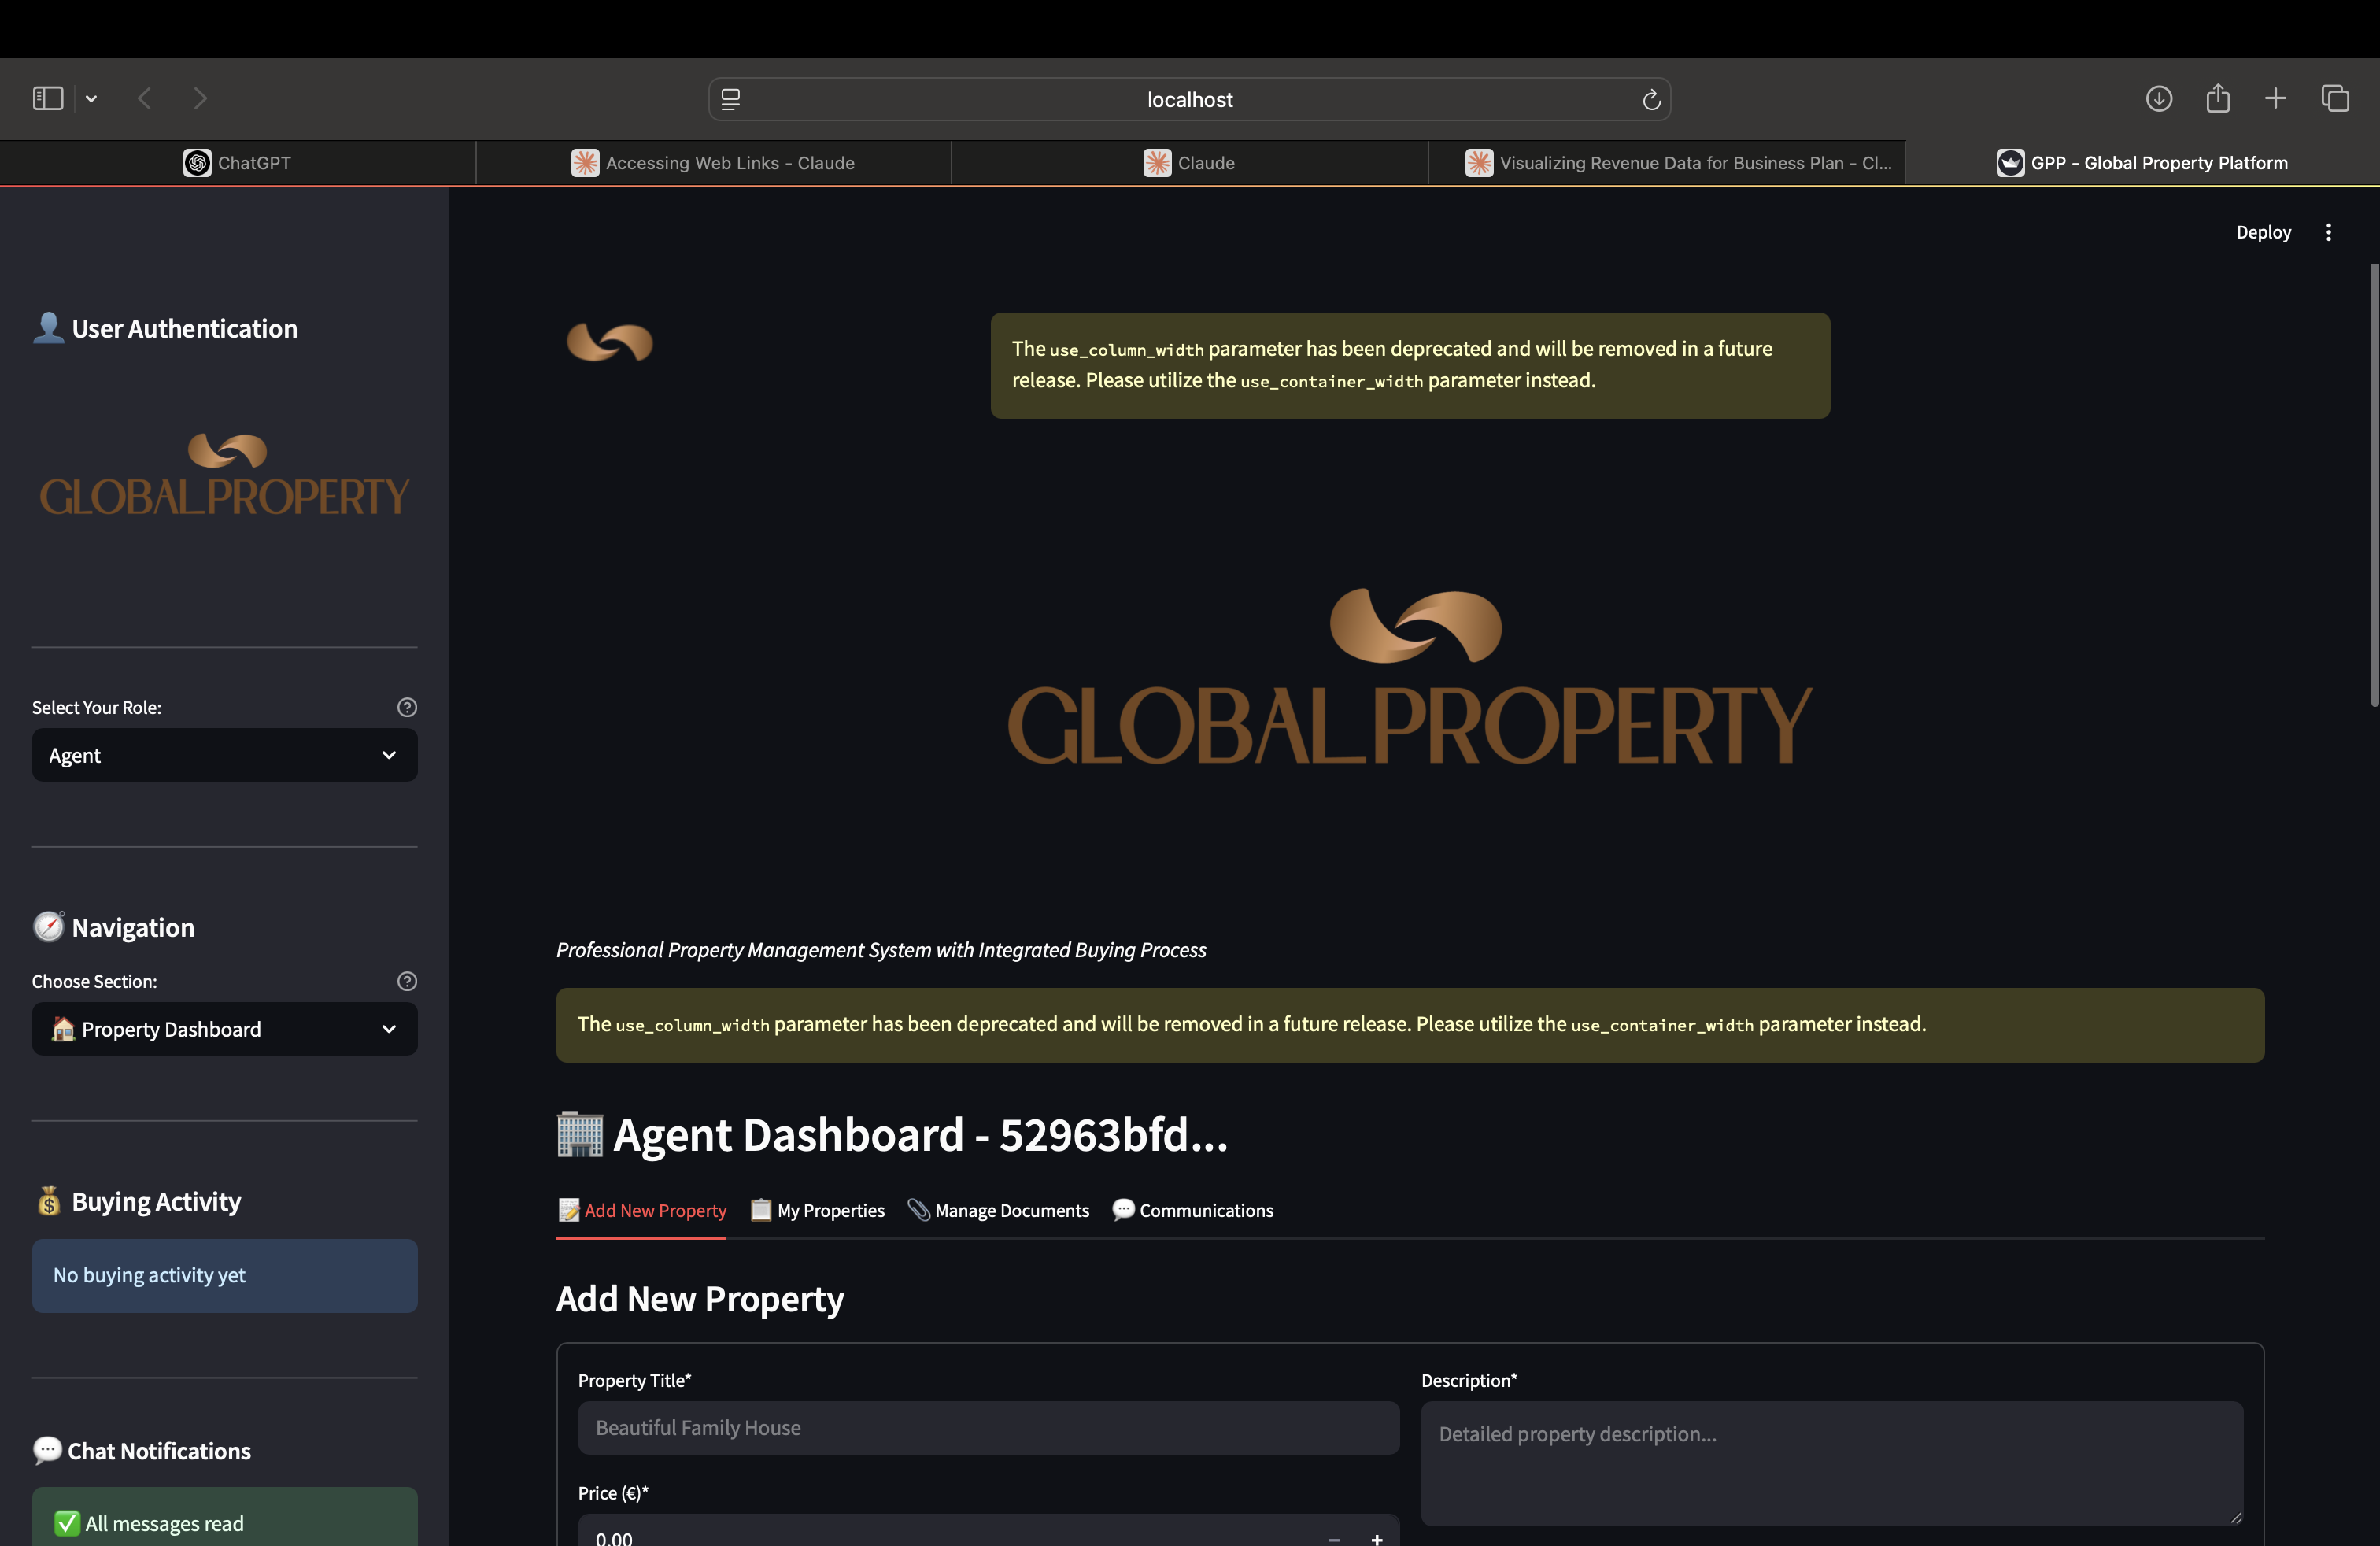 localhost
ChatGPT
Accessing Web Links - Claude
Claude
Visualizing Revenue Data for Business Plan - Cl...
GPP - Global Property Platform
Deploy
User Authentication
GLOBALPROPERTY
Select Your Role:
Agent
Navigation
Choose Section:
Property Dashboard
Buying Activity
No buying activity yet
Chat Notifications
All messages read
The use_column_width parameter has been deprecated and will be removed in a future
release. Please utilize the use_container_width parameter instead.
GLOBALPROPERTY
Professional Property Management System with Integrated Buying Process
The use_column_width parameter has been deprecated and will be removed in a future release. Please utilize the use_container_width parameter instead.
Agent Dashboard - 52963bfd...
Add New Property
My Properties
Manage Documents
Communications
Add New Property
Property Title*
Beautiful Family House
Price (€)*
0.00
Description*
Detailed property description...